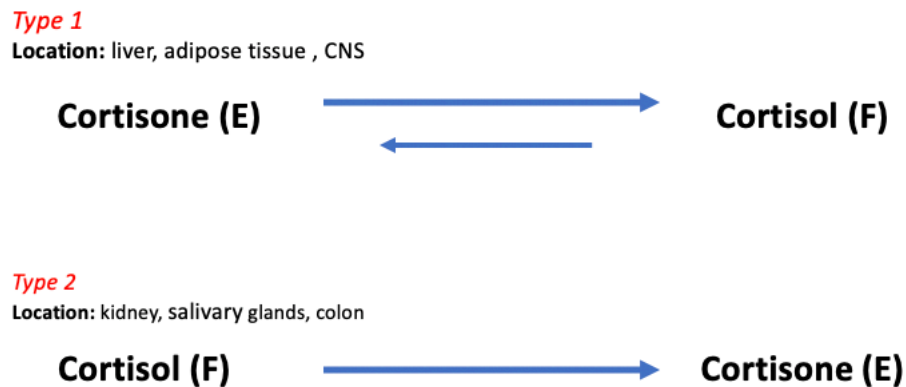 Type 1
Location: liver, adipose tissue , CNS
Cortisone (E) Cortisol (F)
Type 2
Location: kidney, salivary glands, colon
Cortisol (F) Cortisone (E)